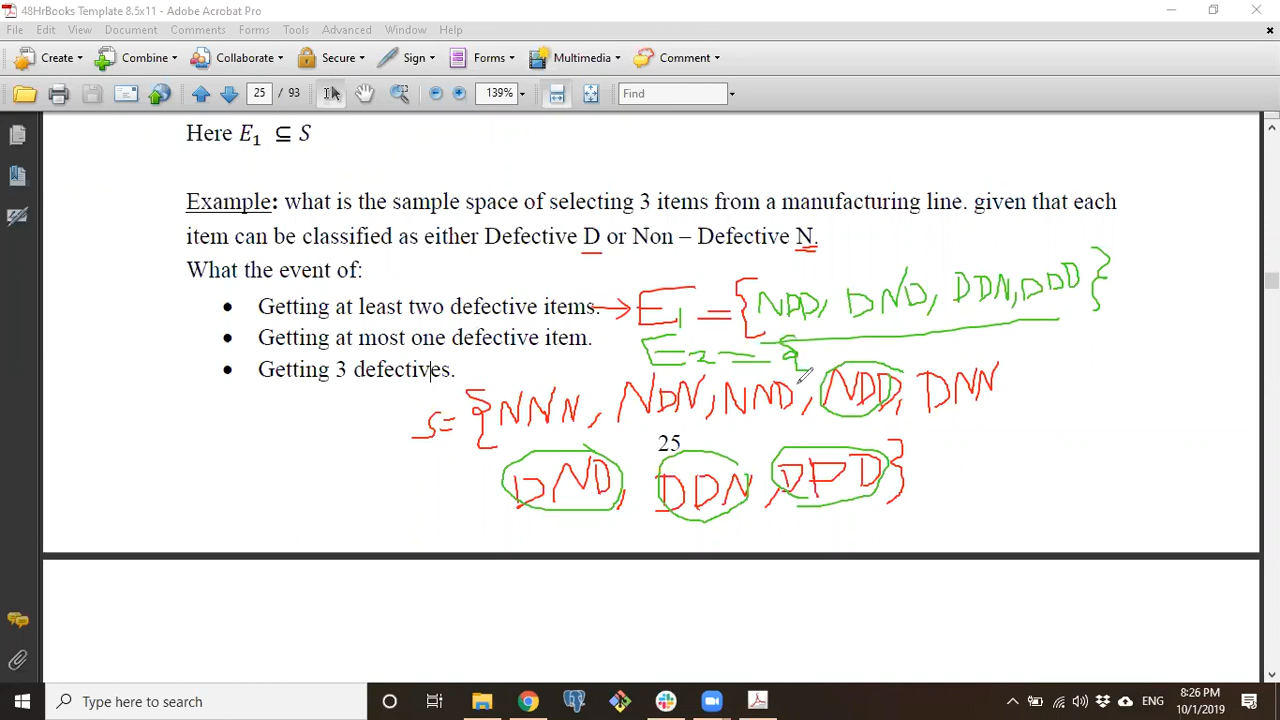 48HrBooks Template 8.5x11 - Adobe Acrobat Pro
File Edit View Document Comments Forms Tools Advanced Window Help
Create Combine Collaborate Secure Sign Forms Multimedia Comment
25 / 93 139% Find
Here E₁ ⊆ S
Example: what is the sample space of selecting 3 items from a manufacturing line. given that each
item can be classified as either Defective D or Non – Defective N.
What the event of:
• Getting at least two defective items. → E1 = {NDD, DND, DDN, DDD}
• Getting at most one defective item. E2 = {
• Getting 3 defectives.
S= {NNN, NDN, NND, NDD, DNN
25
DND, DDN, DDD}
Type here to search
ENG
8:26 PM
10/1/2019